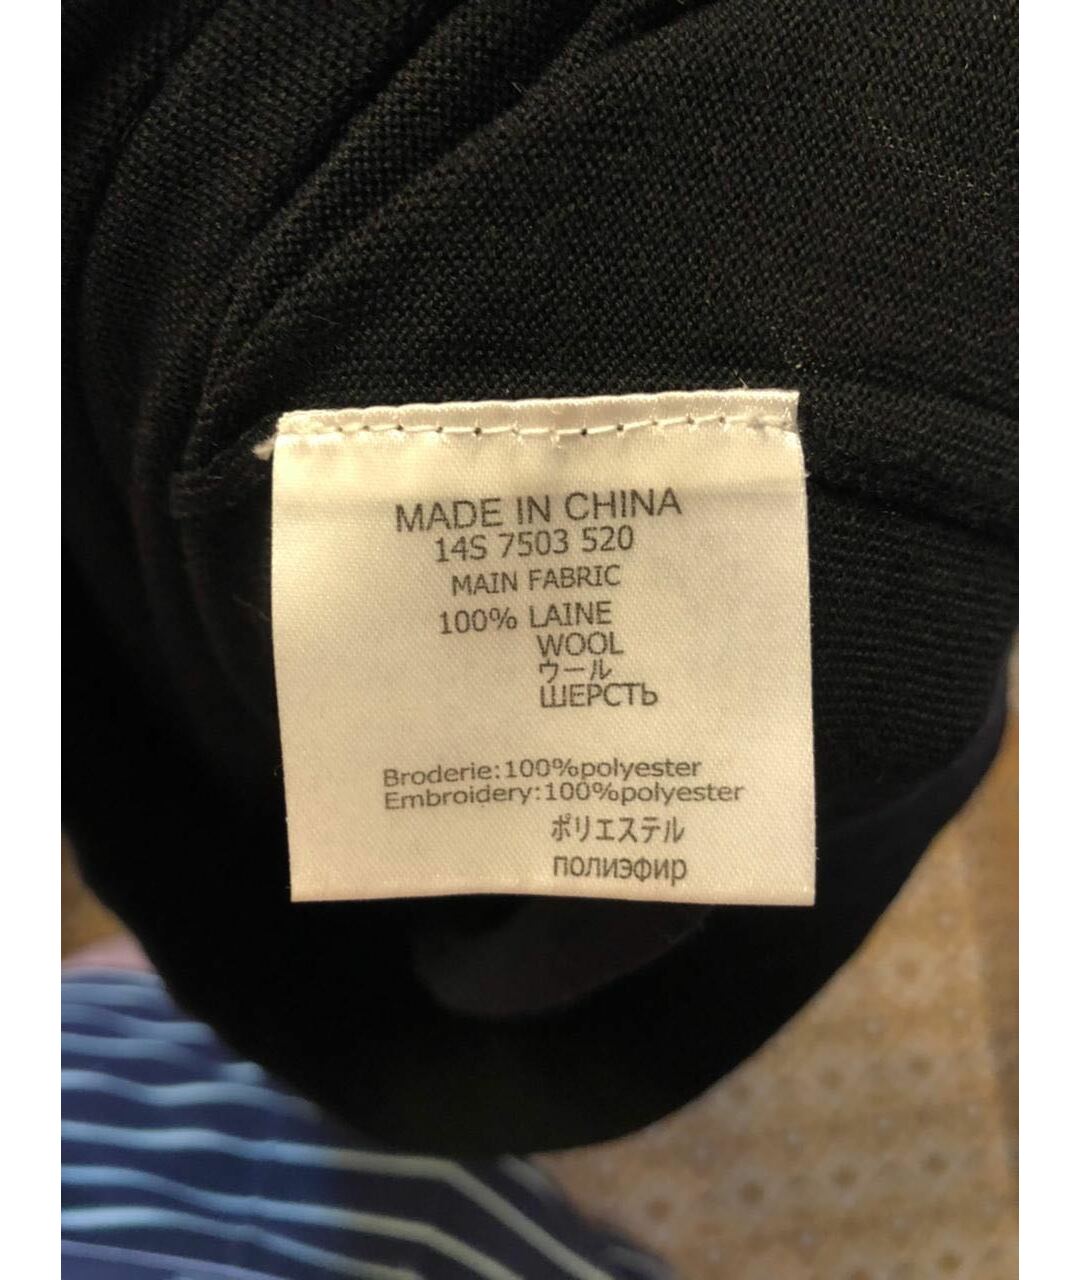 MADE IN CHINA
14S 7503 520
MAIN FABRIC
100% LAINE
WOOL
ウール
ШЕРСТЬ
Broderie:100%polyester
Embroidery:100%polyester
ポリエステル
полиэфир